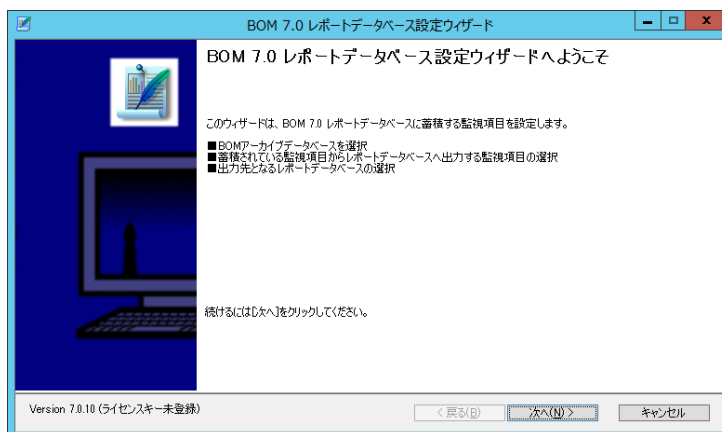 BOM 7.0 レポートデータベース設定ウィザード
BOM 7.0 レポートデータベース設定ウィザードへようこそ
このウィザードは、BOM 7.0 レポートデータベースに蓄積する監視項目を設定します。
■BOMアーカイブデータベースを選択
■蓄積されている監視項目からレポートデータベースへ出力する監視項目の選択
■出力先となるレポートデータベースの選択
続けるには[次へ]をクリックしてください。
Version 7.0.10 (ライセンスキー未登録)
< 戻る(B) 次へ(N) > キャンセル